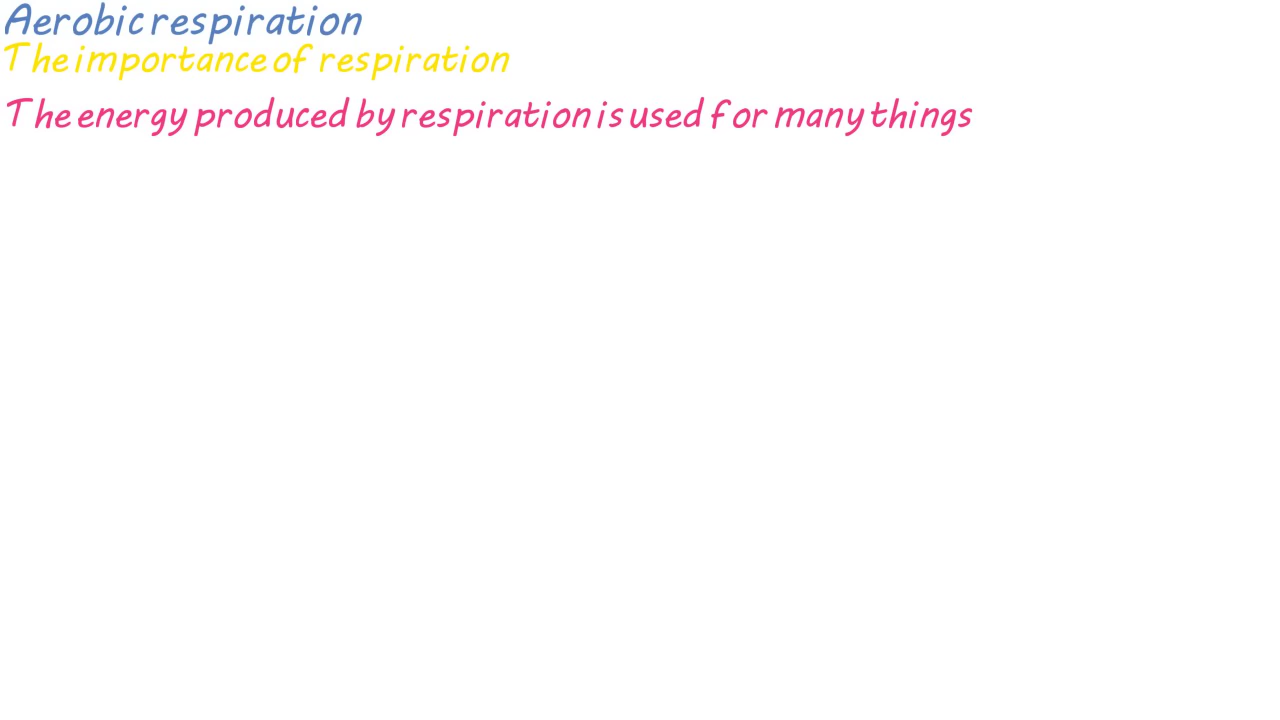 Aerobic respiration
The importance of respiration
The energy produced by respiration is used for many things